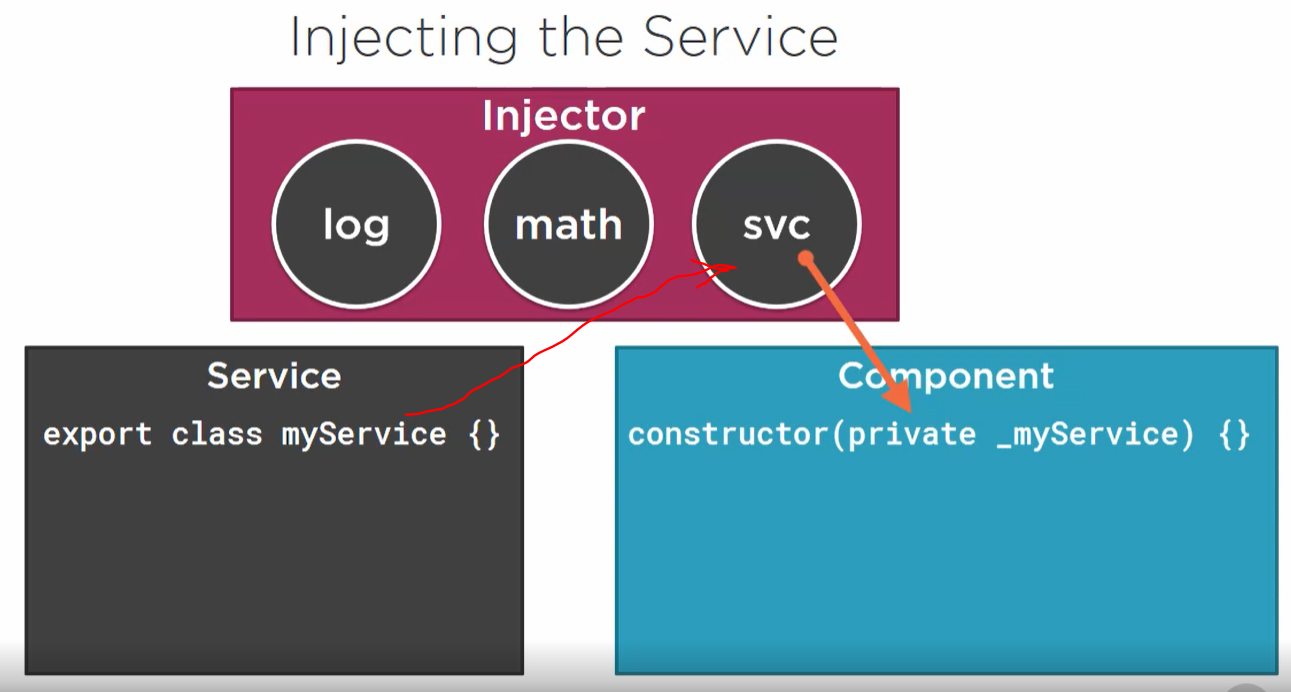 Injecting the Service
Injector
log
math
svc
Service
export class myService {}
Component
constructor(private _myService) {}